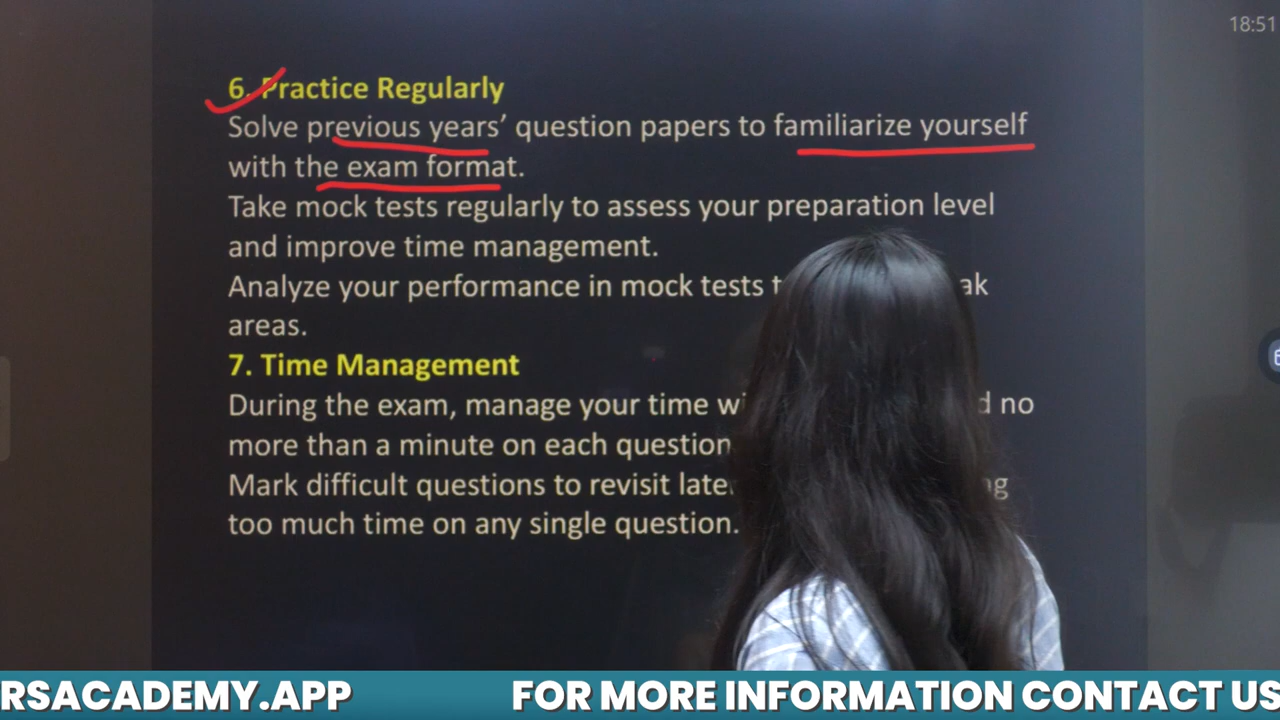 18:51
6. Practice Regularly
Solve previous years’ question papers to familiarize yourself
with the exam format.
Take mock tests regularly to assess your preparation level
and improve time management.
Analyze your performance in mock tests
areas.
7. Time Management
During the exam, manage your time no
more than a minute on each question
Mark difficult questions to revisit
too much time on any single question.
RSACADEMY.APP FOR MORE INFORMATION CONTACT US